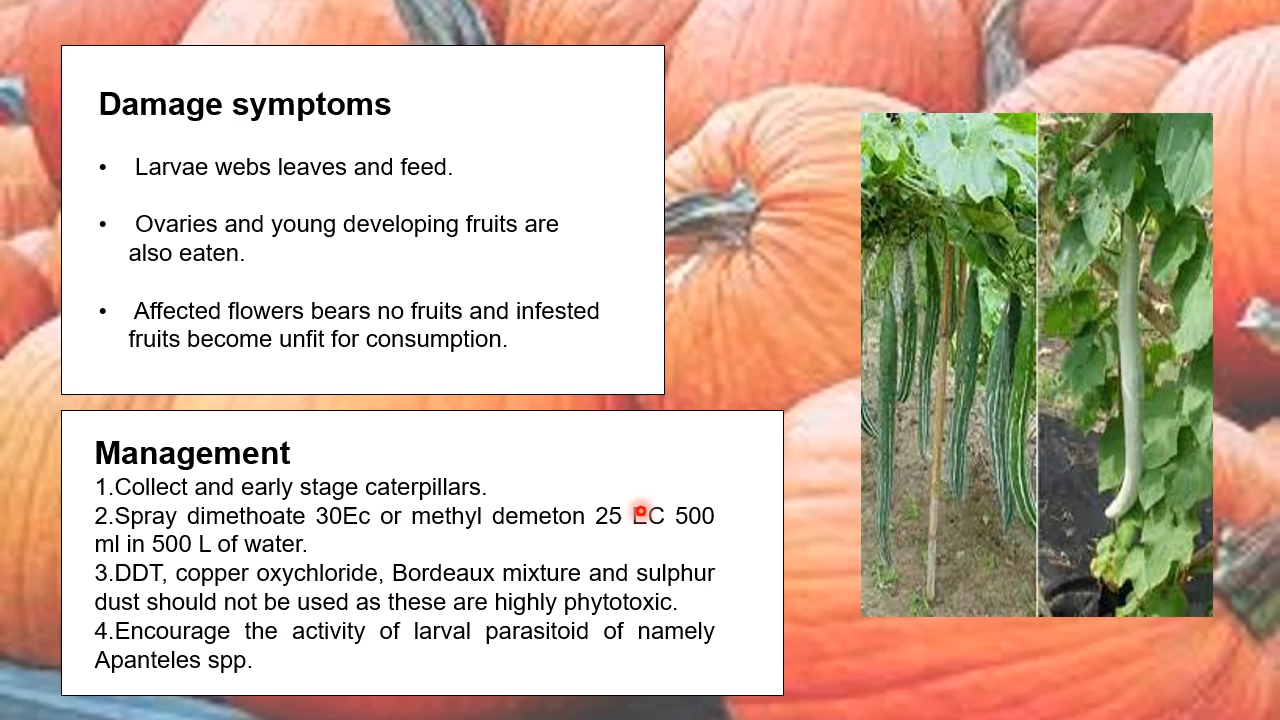 Damage symptoms
• Larvae webs leaves and feed.
• Ovaries and young developing fruits are
also eaten.
• Affected flowers bears no fruits and infested
fruits become unfit for consumption.
Management
1.Collect and early stage caterpillars.
2.Spray dimethoate 30Ec or methyl demeton 25 EC 500
ml in 500 L of water.
3.DDT, copper oxychloride, Bordeaux mixture and sulphur
dust should not be used as these are highly phytotoxic.
4.Encourage the activity of larval parasitoid of namely
Apanteles spp.